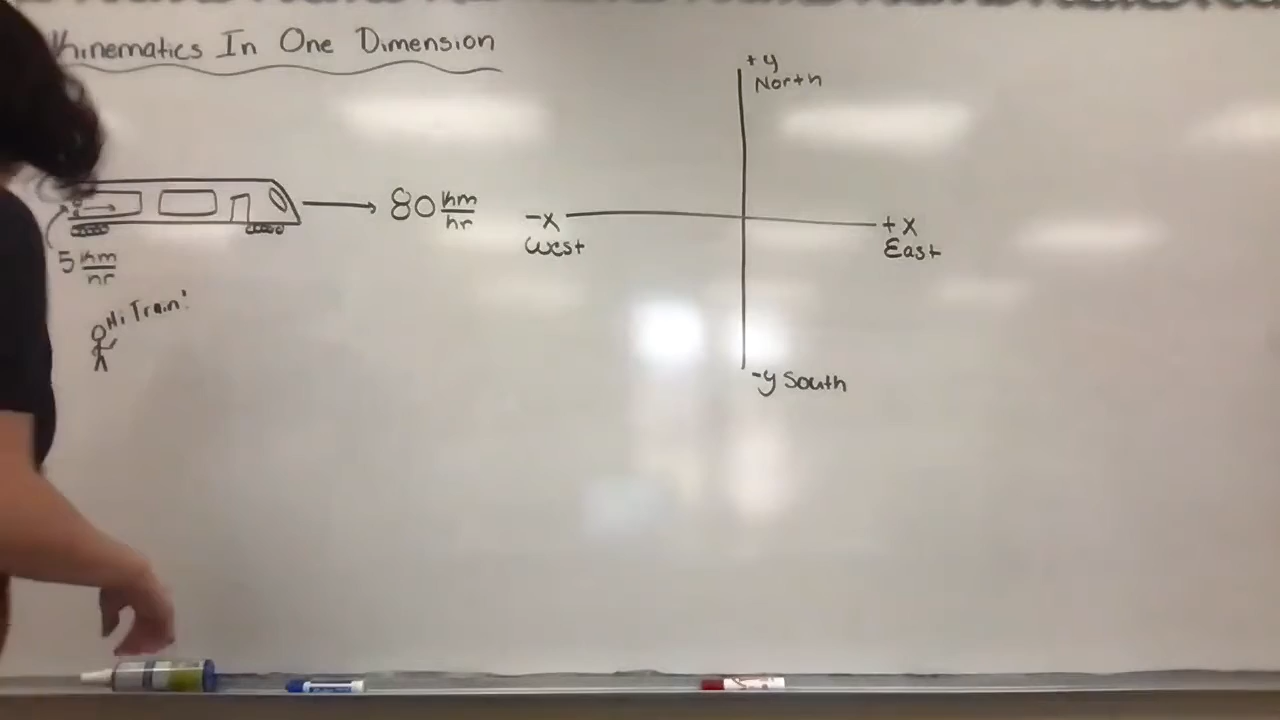 Kinematics In One Dimension
80 km/hr
5 km/hr
Hi Train!
+y
North
-x
West
+x
East
-y South